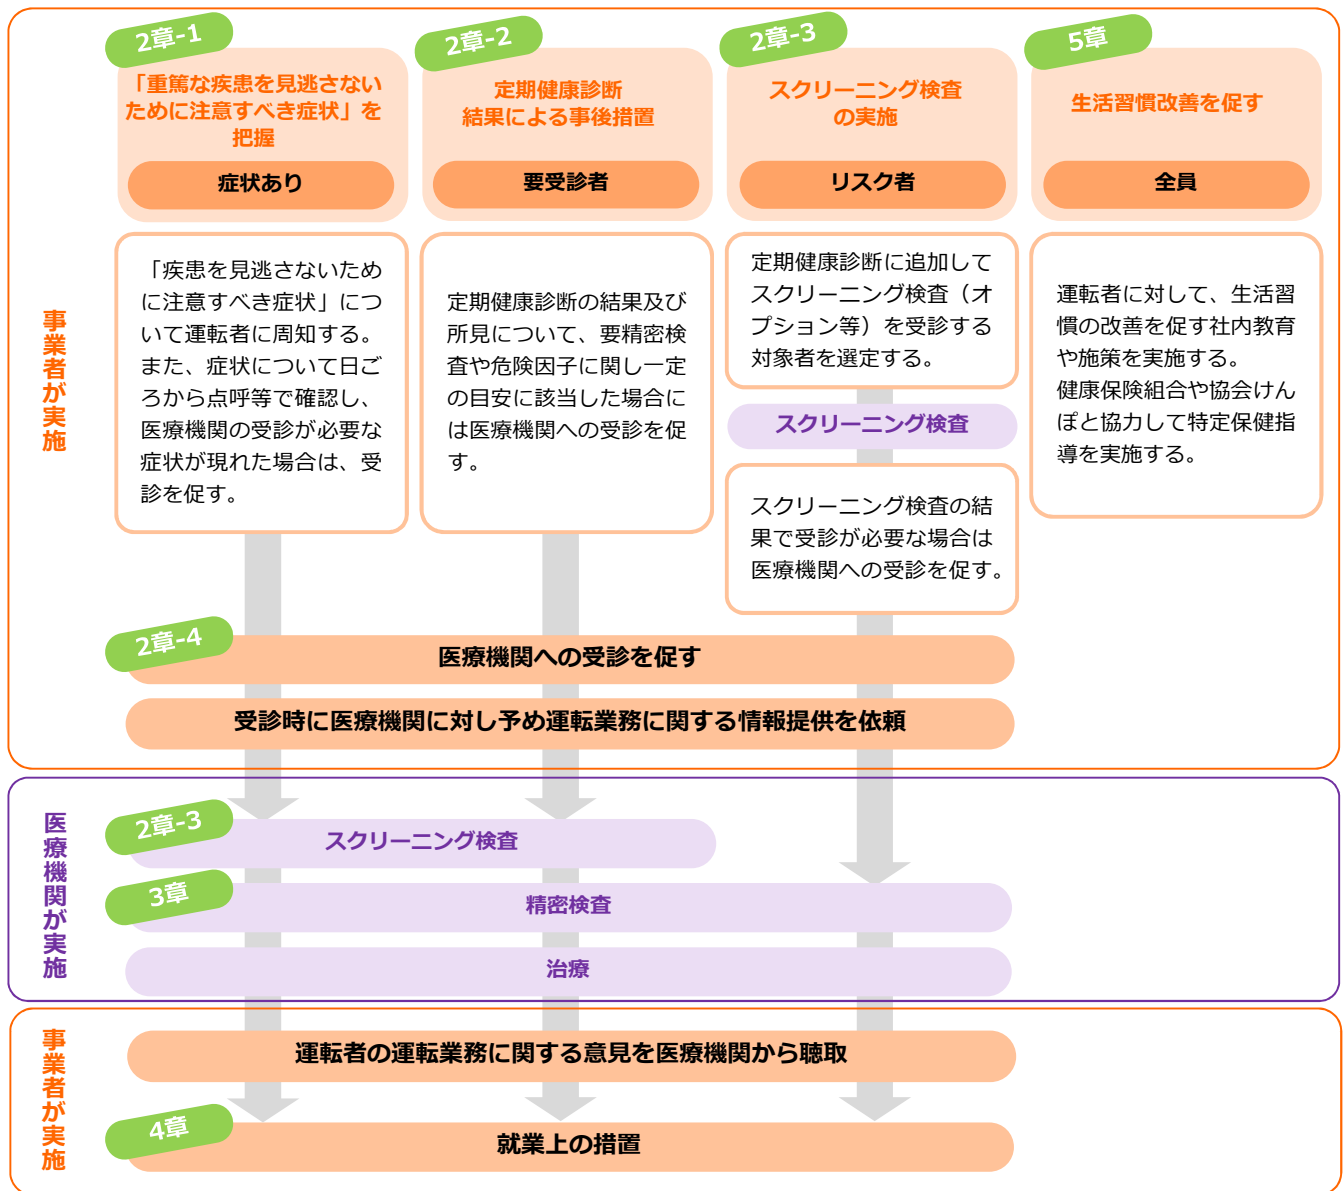 2章-1
「重篤な疾患を見逃さない
ために注意すべき症状」を
把握
症状あり
「疾患を見逃さないため
に注意すべき症状」につ
いて運転者に周知する。
また、症状について日ご
ろから点呼等で確認し、
医療機関の受診が必要な
症状が現れた場合は、受
診を促す。
2章-2
定期健康診断
結果による事後措置
要受診者
定期健康診断の結果及び
所見について、要精密検
査や危険因子に関し一定
の目安に該当した場合に
は医療機関への受診を促
す。
2章-3
スクリーニング検査
の実施
リスク者
定期健康診断に追加して
スクリーニング検査（オ
プション等）を受診する
対象者を選定する。
スクリーニング検査
スクリーニング検査の結
果で受診が必要な場合は
医療機関への受診を促す。
5章
生活習慣改善を促す
全員
運転者に対して、生活習
慣の改善を促す社内教育
や施策を実施する。
健康保険組合や協会けん
ぽと協力して特定保健指
導を実施する。
事業者が実施
2章-4
医療機関への受診を促す
受診時に医療機関に対し予め運転業務に関する情報提供を依頼
医療機関が実施
2章-3
スクリーニング検査
3章
精密検査
治療
事業者が実施
運転者の運転業務に関する意見を医療機関から聴取
4章
就業上の措置